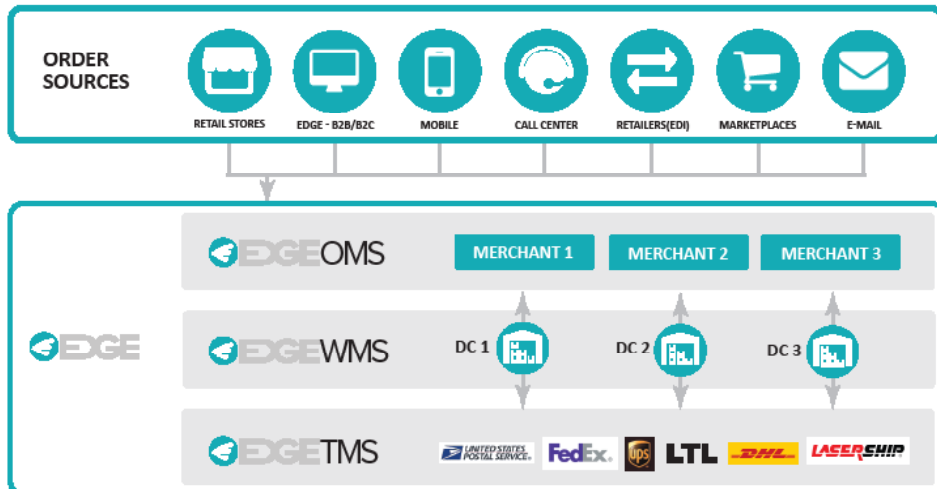 ORDER
SOURCES
RETAIL STORES
EDGE - B2B/B2C
MOBILE
CALL CENTER
RETAILERS(EDI)
MARKETPLACES
E-MAIL
EDGE
EDGEOMS
MERCHANT 1
MERCHANT 2
MERCHANT 3
EDGEWMS
DC 1
DC 2
DC 3
EDGETMS
UNITED STATES
POSTAL SERVICE.
FedEx.
ups
LTL
DHL
LASERSHIP